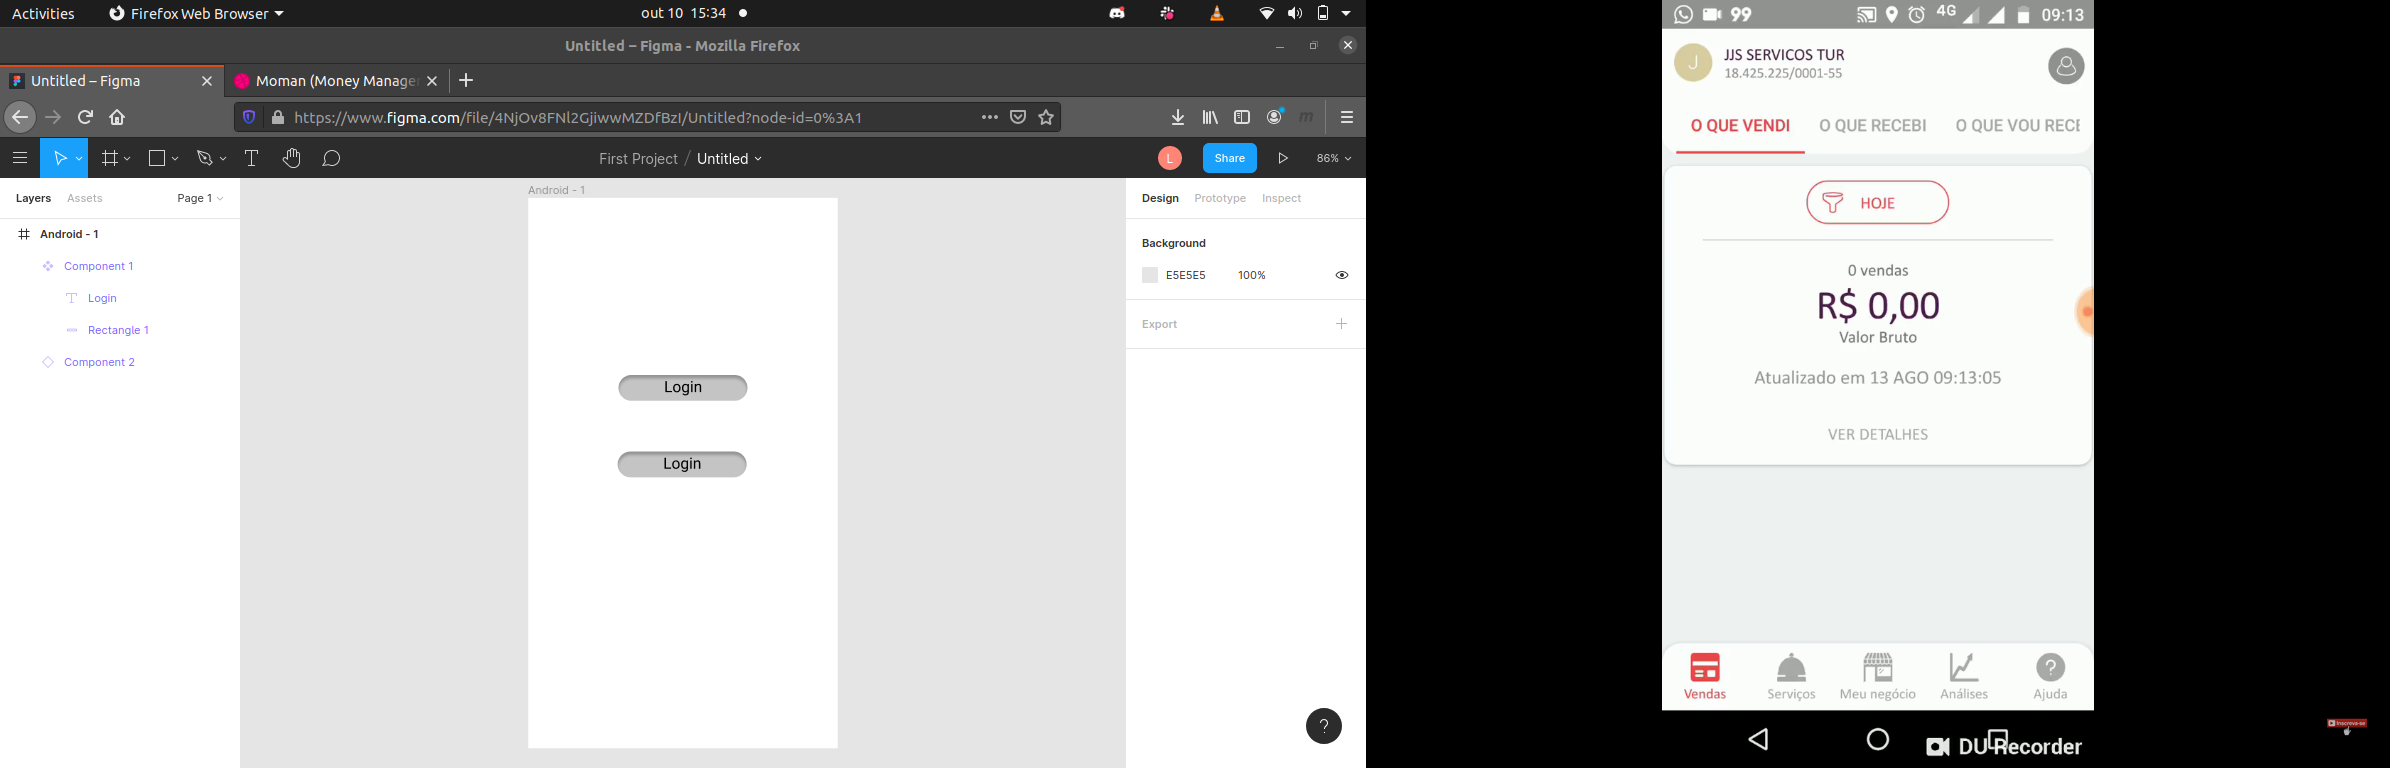 Activities
Firefox Web Browser
out 10 15:34
Untitled – Figma - Mozilla Firefox
Untitled – Figma
Moman (Money Manager
https://www.figma.com/file/4NjOv8FNl2GjiwwMZDfBzI/Untitled?node-id=0%3A1
First Project / Untitled
L
Share
86%
Layers
Assets
Page 1
Android - 1
Component 1
Login
Rectangle 1
Component 2
Android - 1
Login
Login
Design
Prototype
Inspect
Background
E5E5E5
100%
Export
?
99
4G
09:13
J
JJS SERVICOS TUR
18.425.225/0001-55
O QUE VENDI
O QUE RECEBI
O QUE VOU RECE
HOJE
0 vendas
R$ 0,00
Valor Bruto
Atualizado em 13 AGO 09:13:05
VER DETALHES
Vendas
Serviços
Meu negócio
Análises
?
Ajuda
DU Recorder
Inscreva-se